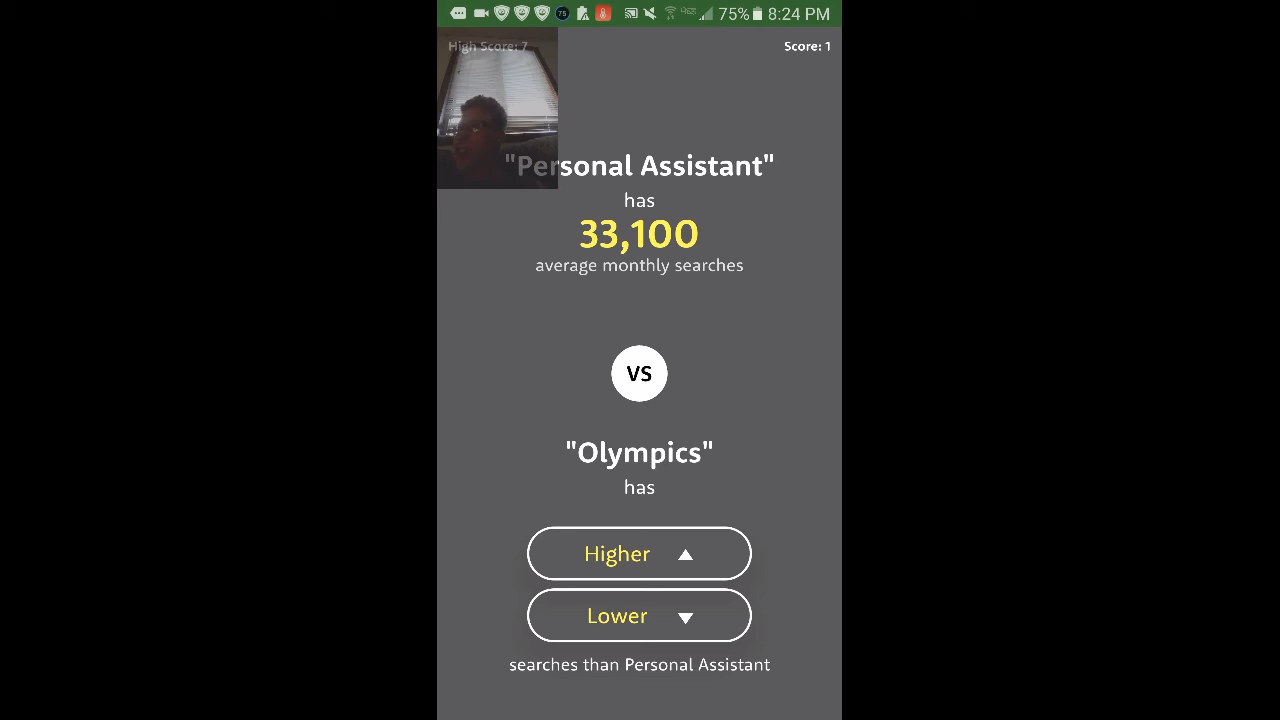 75 75% 8:24 PM
High Score: 7 Score: 1
"Personal Assistant"
has
33,100
average monthly searches
VS
"Olympics"
has
Higher
Lower
searches than Personal Assistant